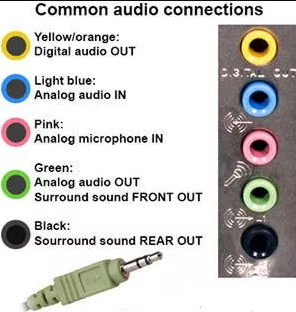 Common audio connections
Yellow/orange:
Digital audio OUT
Light blue:
Analog audio IN
Pink:
Analog microphone IN
Green:
Analog audio OUT
Surround sound FRONT OUT
Black:
Sourround sound REAR OUT
DIGITAL OUT